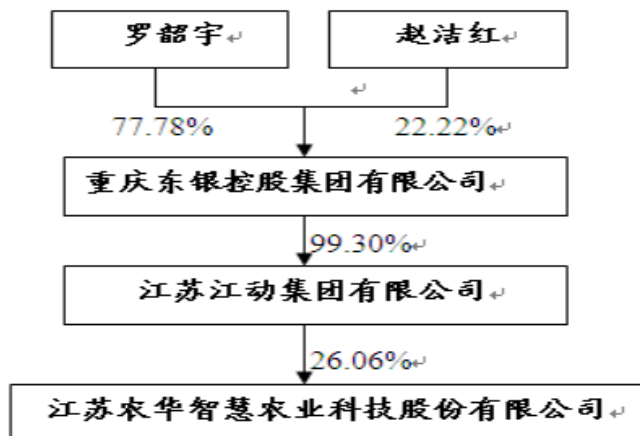 罗韶宇 赵洁红
77.78% 22.22%
重庆东银控股集团有限公司
99.30%
江苏江动集团有限公司
26.06%
江苏农华智慧农业科技股份有限公司